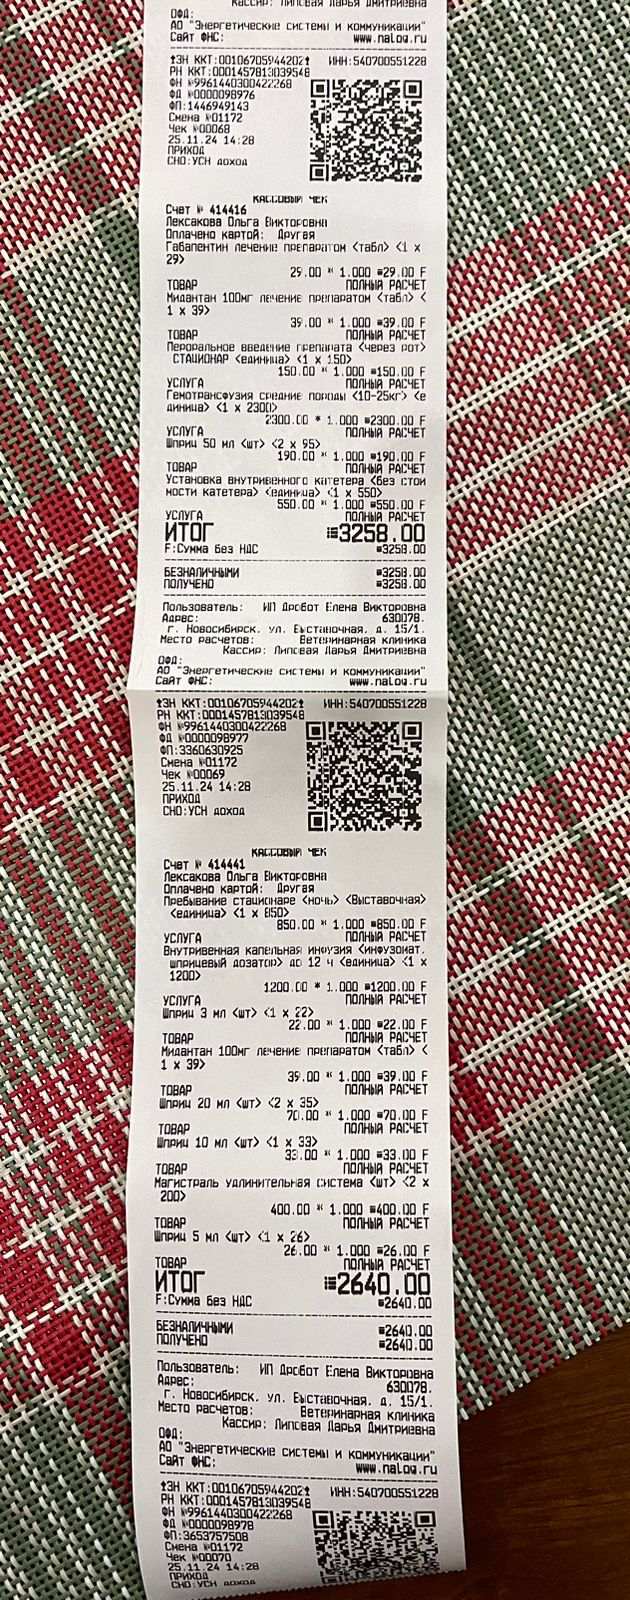 Кассир: Липовая Дарья Дмитриевна
ОФД:
АО "Энергетические системы и коммуникации"
Сайт ФНС: www.nalog.ru
ЗН ККТ:00106705944202 ИНН:540700551228
РН ККТ:0001457813039548
ФН №9961440300422268
ФД №0000098976
ФП:1446949143
Смена №01172
Чек №00068
25.11.24 14:28
ПРИХОД
СНО:УСН доход
КАССОВЫЙ ЧЕК
Счет № 414416
Лексакова Ольга Викторовна
Оплачено картой: Другая
Габапентин лечение препаратом <табл> <1 x
29>
29.00 * 1.000 ≡29.00 F
ТОВАР ПОЛНЫЙ РАСЧЕТ
Мидантан 100мг лечение препаратом <табл> <
1 x 39>
39.00 * 1.000 ≡39.00 F
ТОВАР ПОЛНЫЙ РАСЧЕТ
Пероральное введение препарата <через рот>
СТАЦИОНАР <единица> <1 x 150>
150.00 * 1.000 ≡150.00 F
УСЛУГА ПОЛНЫЙ РАСЧЕТ
Гемотрансфузия средние породы <10-25кг> <е
диница> <1 x 2300>
2300.00 * 1.000 ≡2300.00 F
УСЛУГА ПОЛНЫЙ РАСЧЕТ
Шприц 50 мл <шт> <2 x 95>
190.00 * 1.000 ≡190.00 F
ТОВАР ПОЛНЫЙ РАСЧЕТ
Установка внутривенного катетера <без стои
мости катетера> <единица> <1 x 550>
550.00 * 1.000 ≡550.00 F
УСЛУГА ПОЛНЫЙ РАСЧЕТ
ИТОГ ≡3258.00
F:Сумма без НДС ≡3258.00
БЕЗНАЛИЧНЫМИ ≡3258.00
ПОЛУЧЕНО ≡3258.00
Пользователь: ИП Дробот Елена Викторовна
Адрес: 630078,
г. Новосибирск, ул. Выставочная, д. 15/1.
Место расчетов: Ветеринарная клиника
Кассир: Липовая Дарья Дмитриевна
ОФД:
АО "Энергетические системы и коммуникации"
Сайт ФНС: www.nalog.ru
ЗН ККТ:00106705944202 ИНН:540700551228
РН ККТ:0001457813039548
ФН №9961440300422268
ФД №0000098977
ФП:3360630925
Смена №01172
Чек №00069
25.11.24 14:28
ПРИХОД
СНО:УСН доход
КАССОВЫЙ ЧЕК
Счет № 414441
Лексакова Ольга Викторовна
Оплачено картой: Другая
Пребывание стационаре <ночь> <Выставочная>
<единица> <1 x 850>
850.00 * 1.000 ≡850.00 F
УСЛУГА ПОЛНЫЙ РАСЧЕТ
Внутривенная капельная инфузия <инфузомат,
шприцевый дозатор> до 12 ч <единица> <1 x
1200>
1200.00 * 1.000 ≡1200.00 F
УСЛУГА ПОЛНЫЙ РАСЧЕТ
Шприц 3 мл <шт> <1 x 22>
22.00 * 1.000 ≡22.00 F
ТОВАР ПОЛНЫЙ РАСЧЕТ
Мидантан 100мг лечение препаратом <табл> <
1 x 39>
39.00 * 1.000 ≡39.00 F
ТОВАР ПОЛНЫЙ РАСЧЕТ
Шприц 20 мл <шт> <2 x 35>
70.00 * 1.000 ≡70.00 F
ТОВАР ПОЛНЫЙ РАСЧЕТ
Шприц 10 мл <шт> <1 x 33>
33.00 * 1.000 ≡33.00 F
ТОВАР ПОЛНЫЙ РАСЧЕТ
Магистраль удлинительная система <шт> <2 x
200>
400.00 * 1.000 ≡400.00 F
ТОВАР ПОЛНЫЙ РАСЧЕТ
Шприц 5 мл <шт> <1 x 26>
26.00 * 1.000 ≡26.00 F
ТОВАР ПОЛНЫЙ РАСЧЕТ
ИТОГ ≡2640.00
F:Сумма без НДС ≡2640.00
БЕЗНАЛИЧНЫМИ ≡2640.00
ПОЛУЧЕНО ≡2640.00
Пользователь: ИП Дробот Елена Викторовна
Адрес: 630078,
г. Новосибирск, ул. Выставочная, д. 15/1.
Место расчетов: Ветеринарная клиника
Кассир: Липовая Дарья Дмитриевна
ОФД:
АО "Энергетические системы и коммуникации"
Сайт ФНС: www.nalog.ru
ЗН ККТ:00106705944202 ИНН:540700551228
РН ККТ:0001457813039548
ФН №9961440300422268
ФД №0000098978
ФП:3653757508
Смена №01172
Чек №00070
25.11.24 14:28
ПРИХОД
СНО:УСН доход